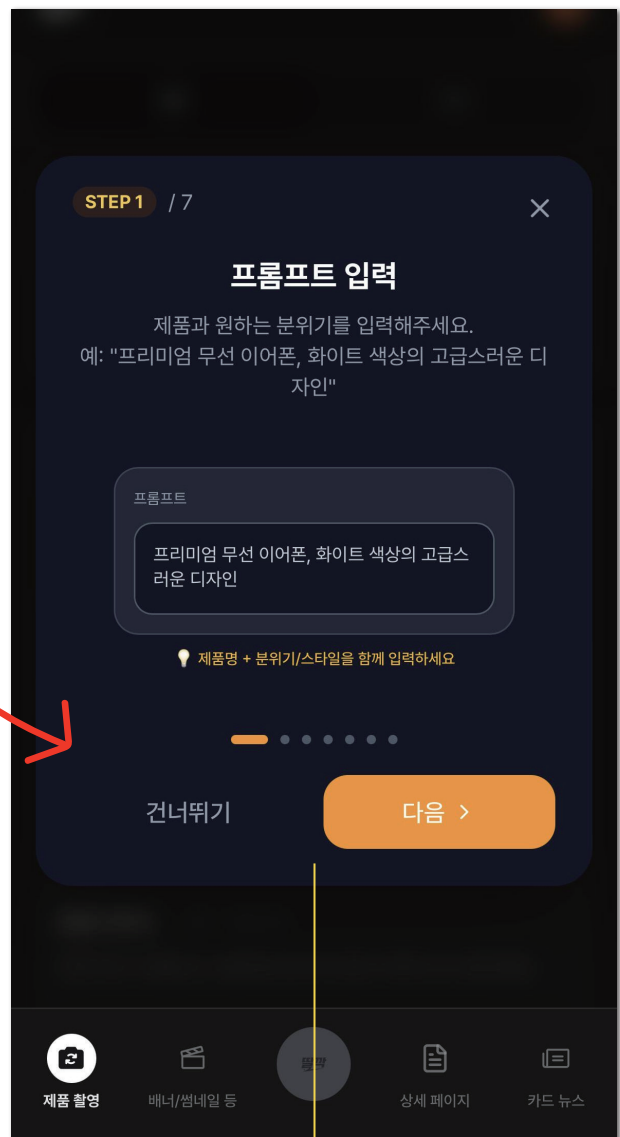 STEP 1 / 7
프롬프트 입력
제품과 원하는 분위기를 입력해주세요.
예: "프리미엄 무선 이어폰, 화이트 색상의 고급스러운 디
자인"
프롬프트
프리미엄 무선 이어폰, 화이트 색상의 고급스
러운 디자인
제품명 + 분위기/스타일을 함께 입력하세요
건너뛰기
다음
제품 촬영
배너/썸네일 등
상세 페이지
카드 뉴스